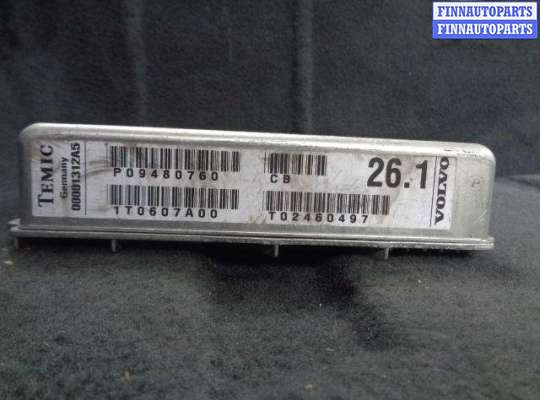 FINNAUTOPARTS
FINNAUTOPARTS
TEMIC
Germany
00001312A5
P09480760
CB
26.1
1T0607A00
T02460497
VOLVO